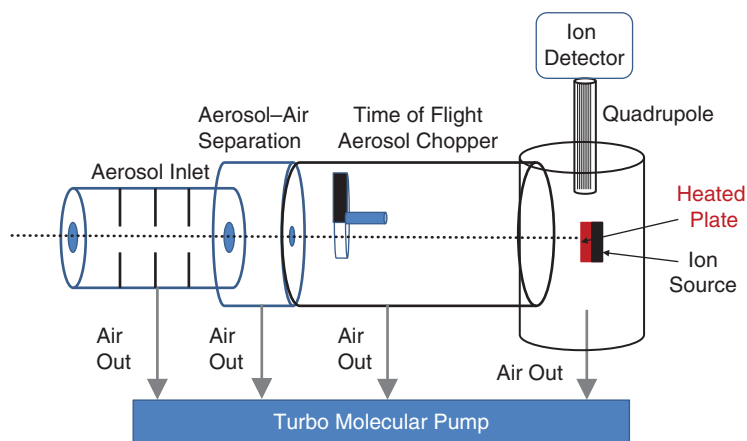 Ion
Detector
Aerosol–Air
Separation
Time of Flight
Aerosol Chopper
Quadrupole
Aerosol Inlet
Heated
Plate
Ion
Source
Air
Out
Air
Out
Air
Out
Air Out
Turbo Molecular Pump